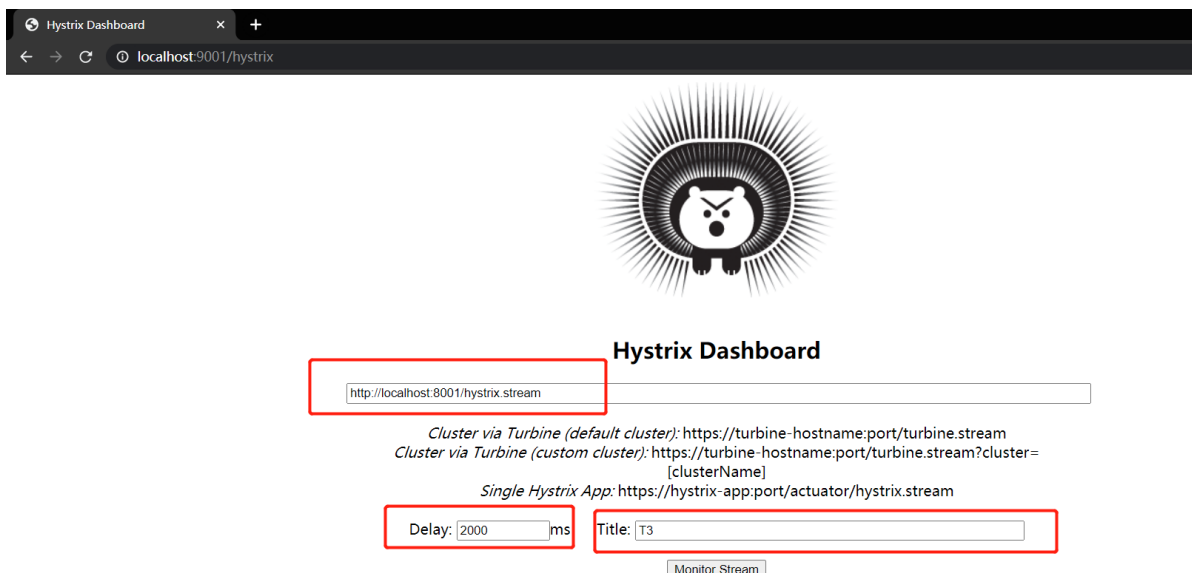 Hystrix Dashboard
localhost:9001/hystrix
Hystrix Dashboard
http://localhost:8001/hystrix.stream
Cluster via Turbine (default cluster): https://turbine-hostname:port/turbine.stream
Cluster via Turbine (custom cluster): https://turbine-hostname:port/turbine.stream?cluster=
[clusterName]
Single Hystrix App: https://hystrix-app:port/actuator/hystrix.stream
Delay: 2000 ms Title: T3
Monitor Stream